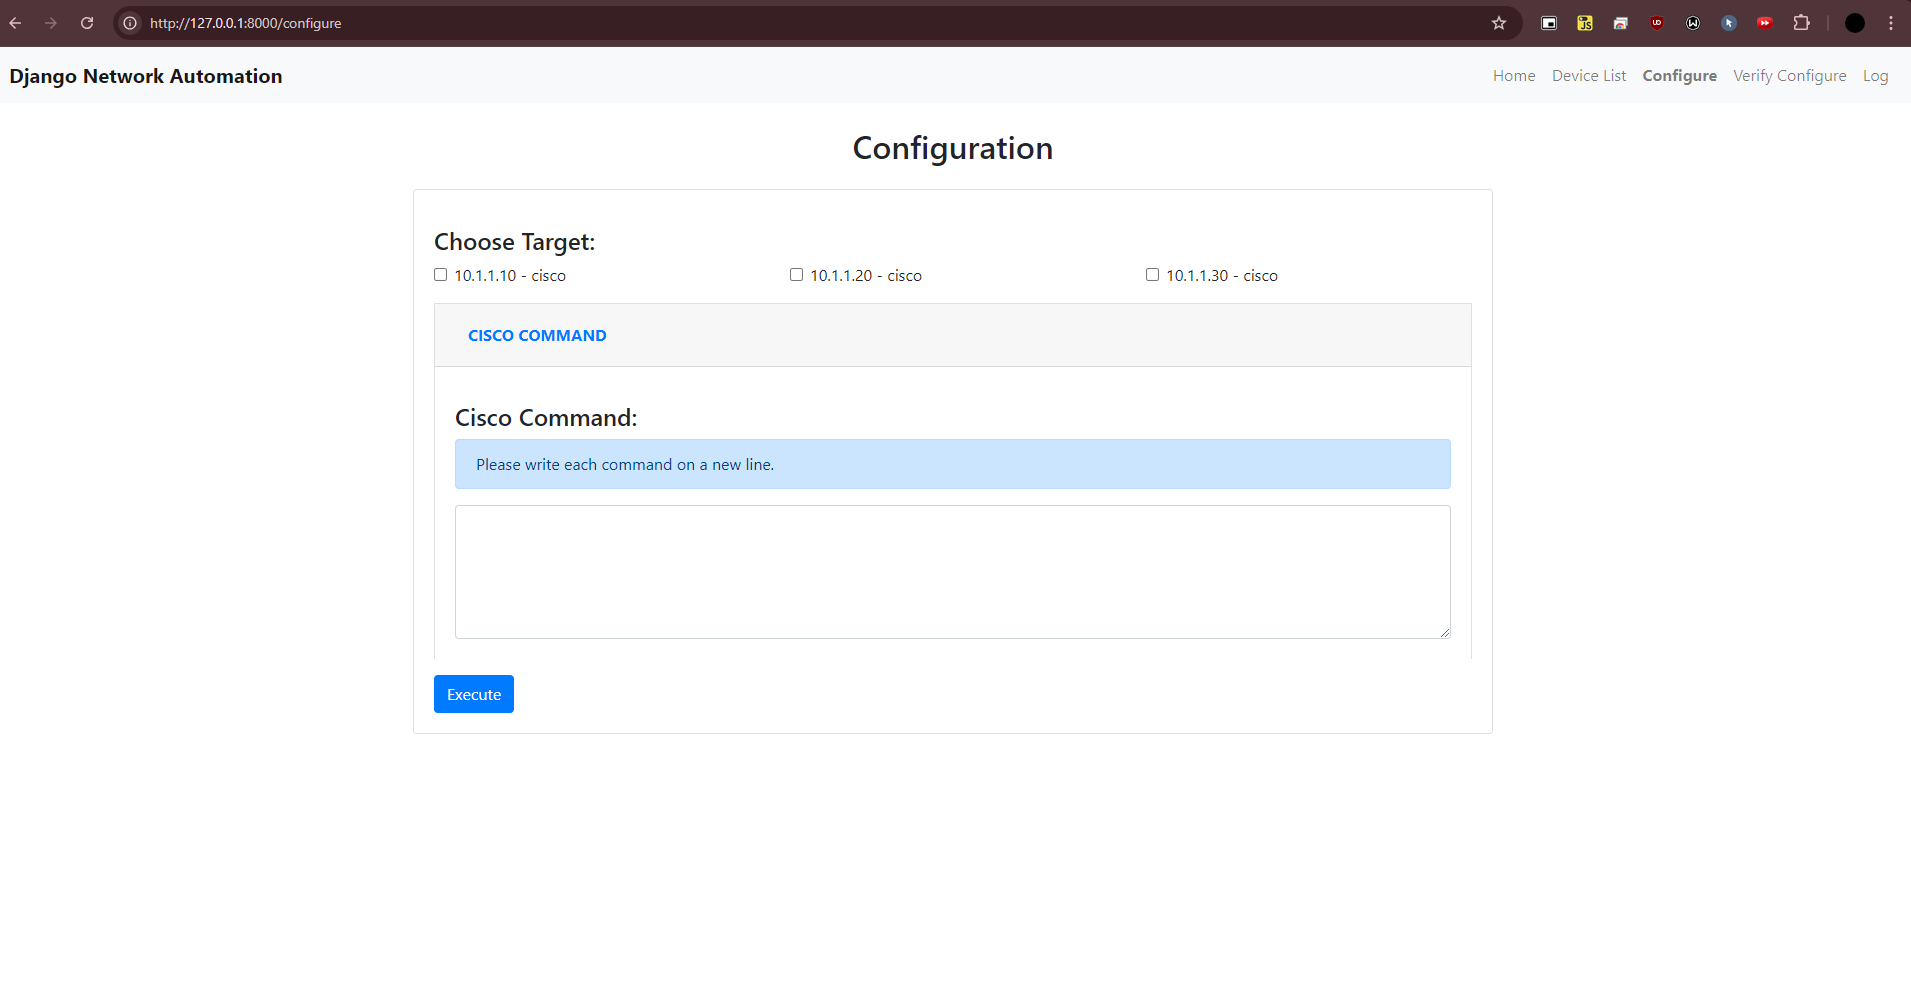 http://127.0.0.1:8000/configure
Django Network Automation
Home Device List Configure Verify Configure Log
Configuration
Choose Target:
10.1.1.10 - cisco 10.1.1.20 - cisco 10.1.1.30 - cisco
CISCO COMMAND
Cisco Command:
Please write each command on a new line.
Execute